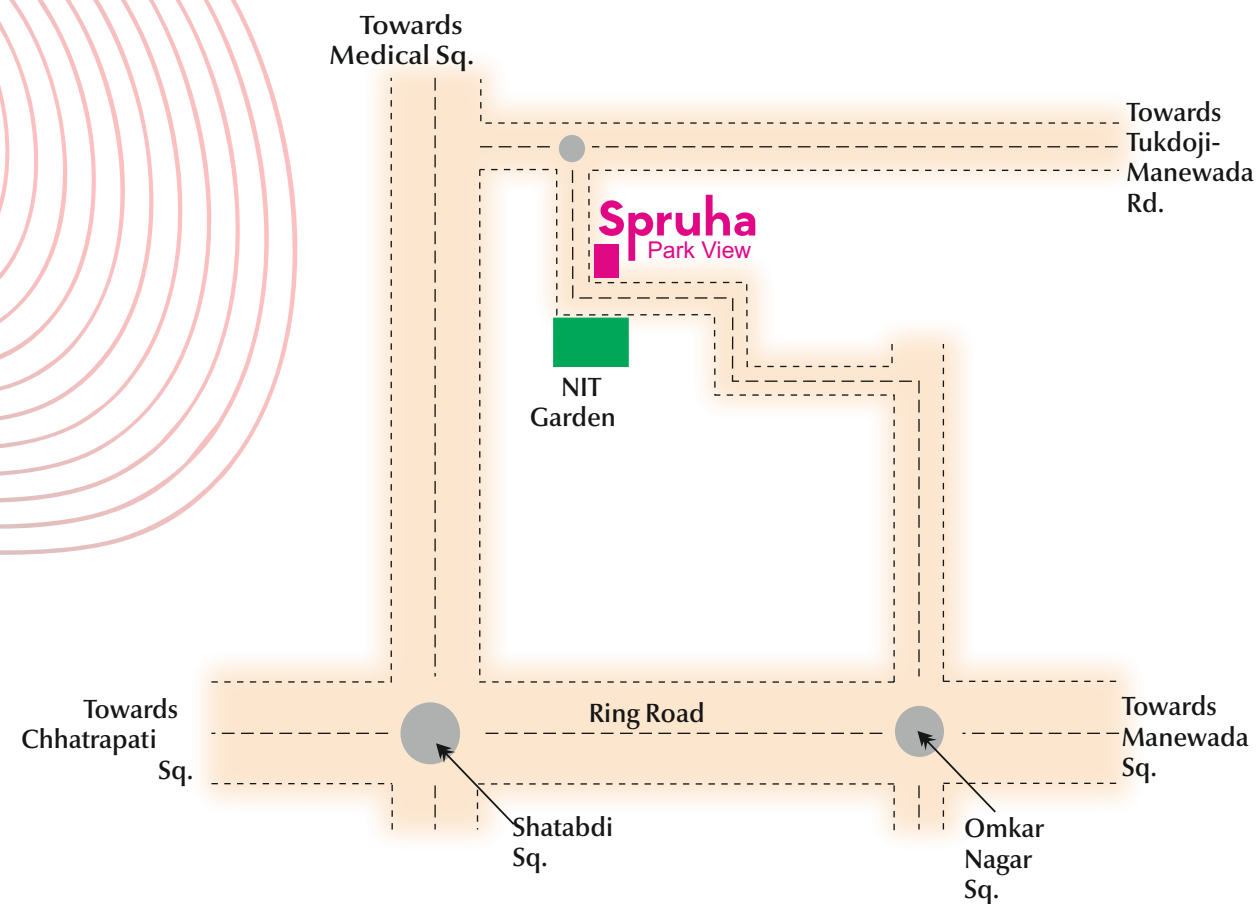 Towards
Medical Sq.
Towards
Tukdoji-
Manewada
Rd.
Spruha
Park View
NIT
Garden
Towards
Chhatrapati
Sq.
Ring Road
Towards
Manewada
Sq.
Shatabdi
Sq.
Omkar
Nagar
Sq.